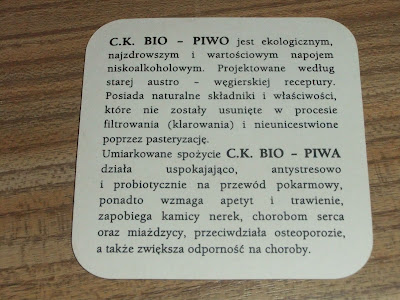 C.K. BIO – PIWO jest ekologicznym,
najzdrowszym i wartościowym napojem
niskoalkoholowym. Projektowane według
starej austro – węgierskiej receptury.
Posiada naturalne składniki i właściwości,
które nie zostały usunięte w procesie
filtrowania (klarowania) i nieunicestwione
poprzez pasteryzację.
Umiarkowane spożycie C.K. BIO – PIWA
działa uspokajająco, antystresowo
i probiotycznie na przewód pokarmowy,
ponadto wzmaga apetyt i trawienie,
zapobiega kamicy nerek, chorobom serca
oraz miażdżycy, przeciwdziała osteoporozie,
a także zwiększa odporność na choroby.